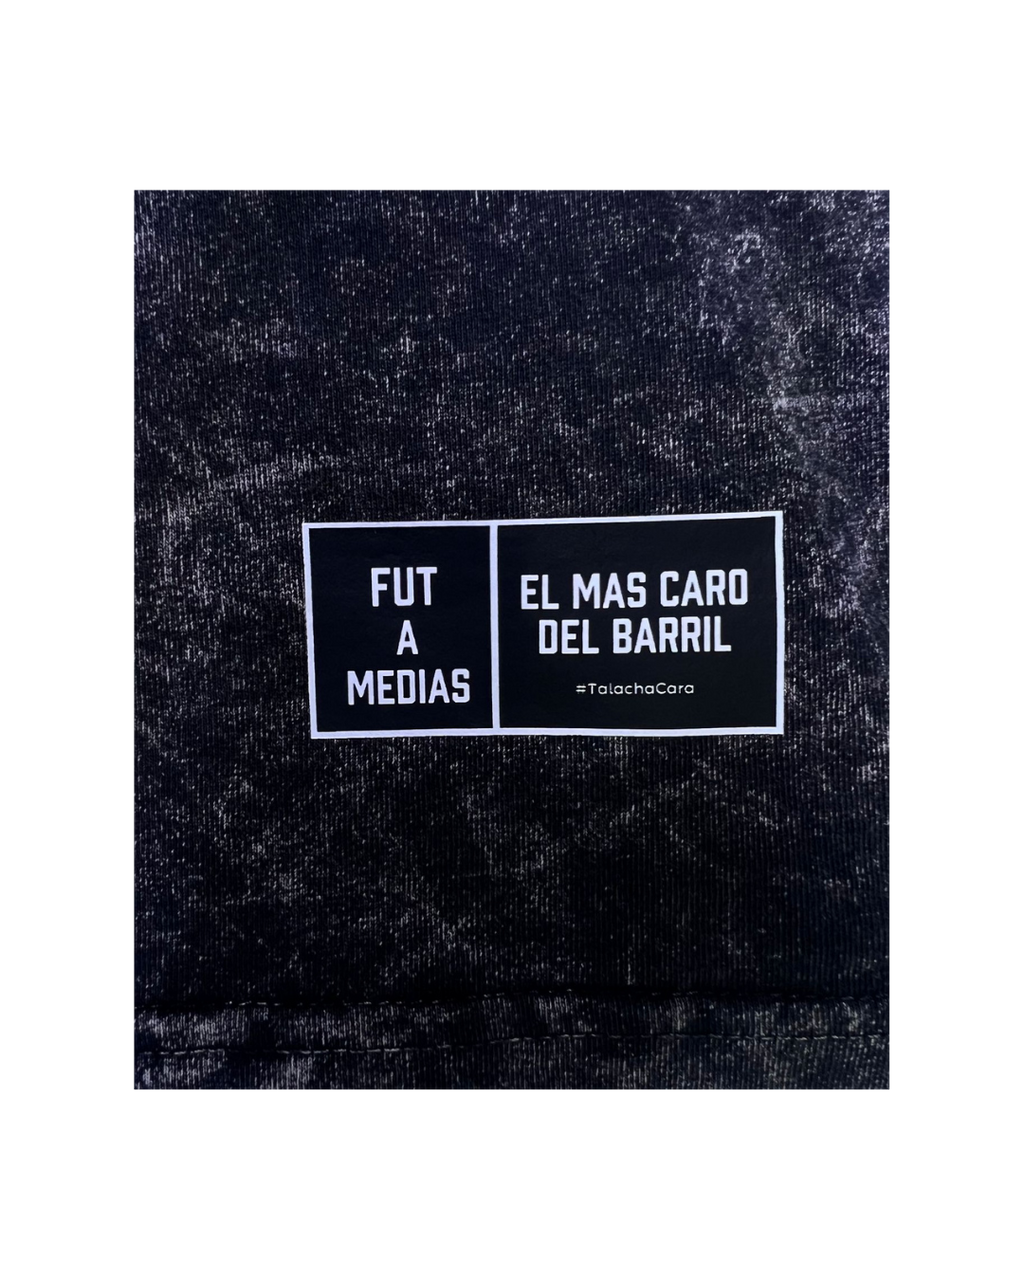 FUT
A
MEDIAS
EL MAS CARO
DEL BARRIL
#TalachaCara